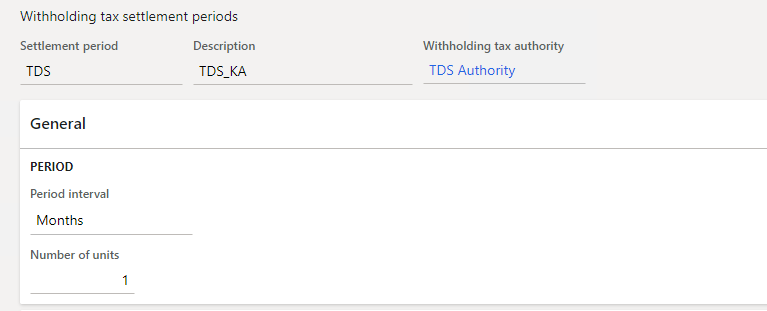 Withholding tax settlement periods
Settlement period Description Withholding tax authority
TDS TDS_KA TDS Authority
General
PERIOD
Period interval
Months
Number of units
1